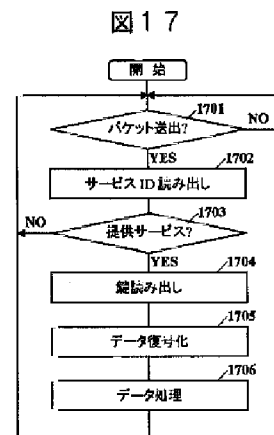 図17
開 始
1701
パケット送出?
NO
YES
1702
サービスID読み出し
1703
NO
提供サービス?
YES
1704
鍵読み出し
1705
データ復号化
1706
データ処理